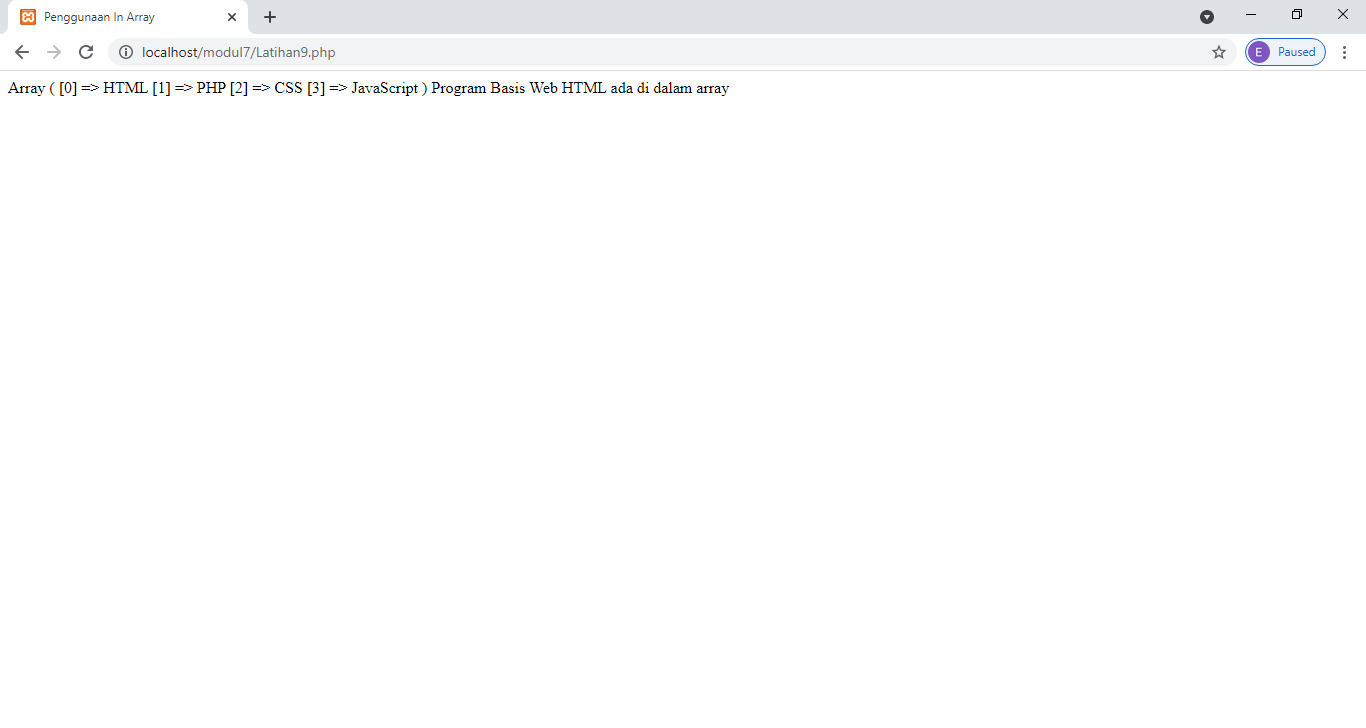 Penggunaan In Array
localhost/modul7/Latihan9.php
E Paused
Array ( [0] => HTML [1] => PHP [2] => CSS [3] => JavaScript ) Program Basis Web HTML ada di dalam array